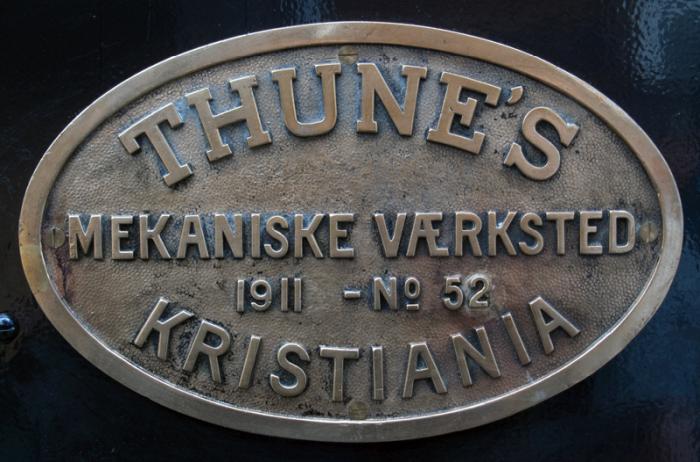 THUNE'S
MEKANISKE VÆRKSTED
1911 - No 52
KRISTIANIA